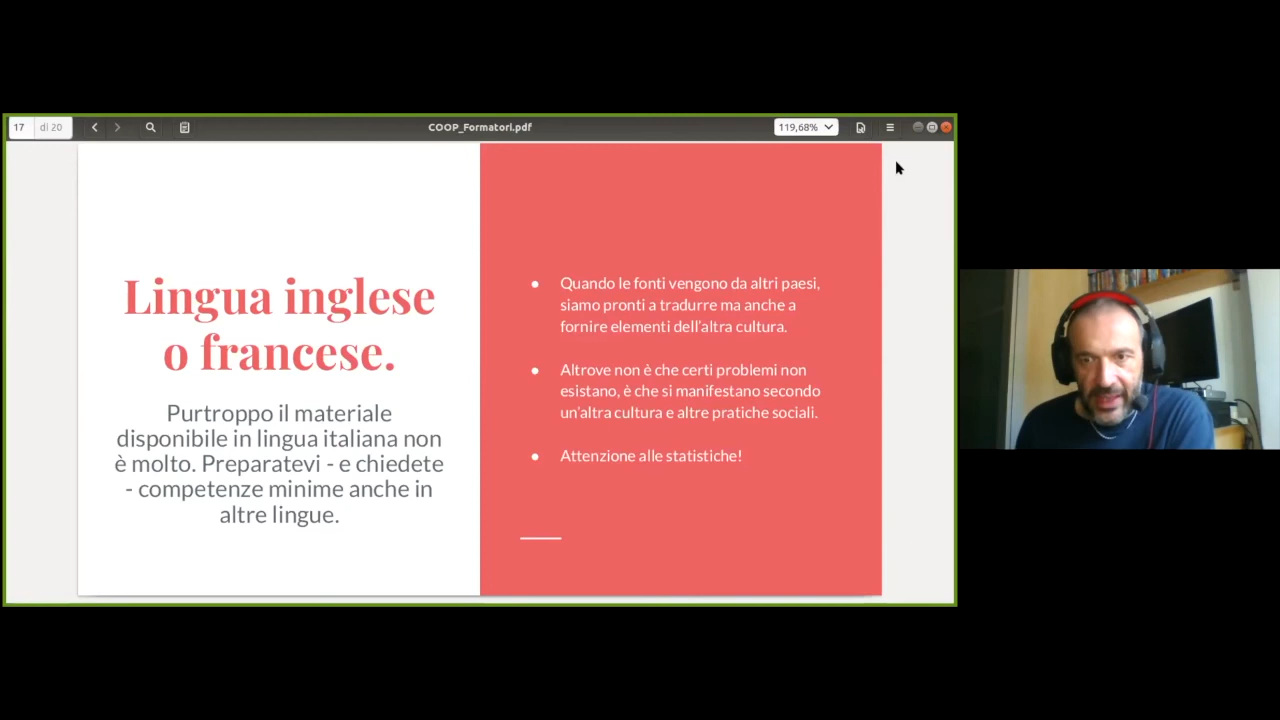 17 di 20 COOP_Formatori.pdf 119,68%
Lingua inglese
o francese.
Purtroppo il materiale
disponibile in lingua italiana non
è molto. Preparatevi - e chiedete
- competenze minime anche in
altre lingue.
● Quando le fonti vengono da altri paesi,
siamo pronti a tradurre ma anche a
fornire elementi dell'altra cultura.
● Altrove non è che certi problemi non
esistano, è che si manifestano secondo
un'altra cultura e altre pratiche sociali.
● Attenzione alle statistiche!